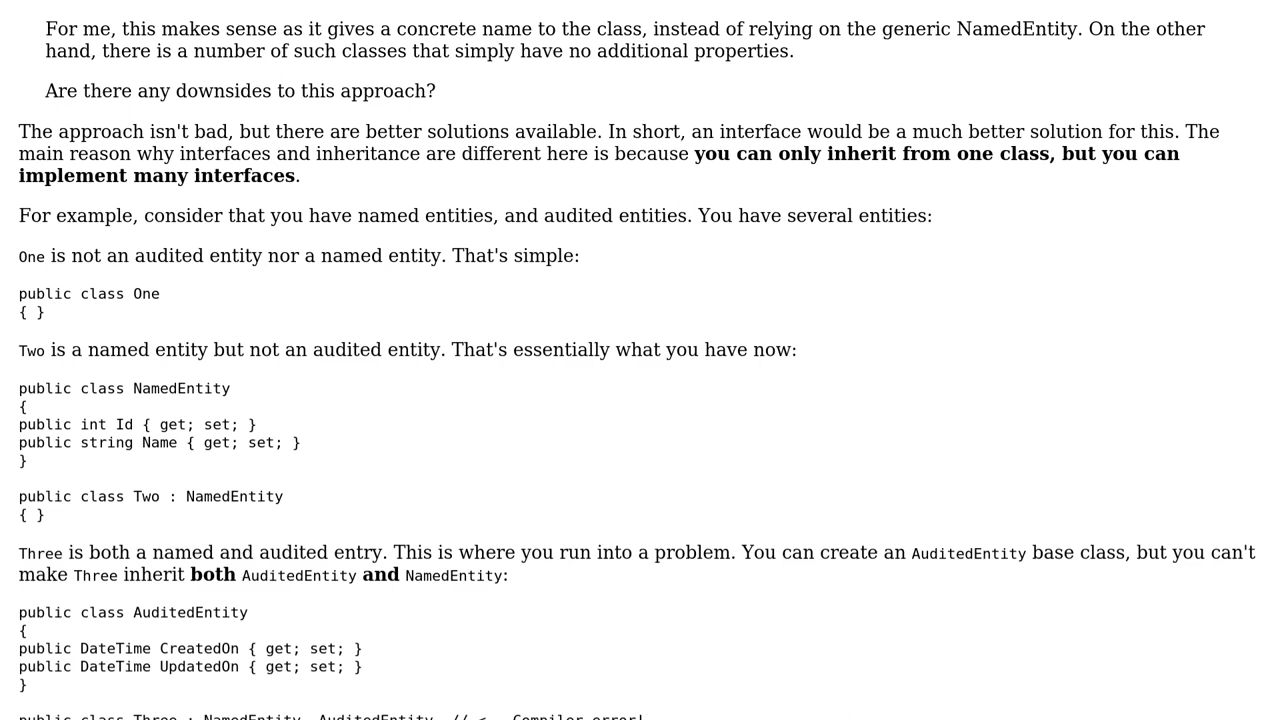 For me, this makes sense as it gives a concrete name to the class, instead of relying on the generic NamedEntity. On the other
hand, there is a number of such classes that simply have no additional properties.
Are there any downsides to this approach?
The approach isn't bad, but there are better solutions available. In short, an interface would be a much better solution for this. The
main reason why interfaces and inheritance are different here is because you can only inherit from one class, but you can
implement many interfaces.
For example, consider that you have named entities, and audited entities. You have several entities:
One is not an audited entity nor a named entity. That's simple:
public class One
{ }
Two is a named entity but not an audited entity. That's essentially what you have now:
public class NamedEntity
{
public int Id { get; set; }
public string Name { get; set; }
}
public class Two : NamedEntity
{ }
Three is both a named and audited entry. This is where you run into a problem. You can create an AuditedEntity base class, but you can't
make Three inherit both AuditedEntity and NamedEntity:
public class AuditedEntity
{
public DateTime CreatedOn { get; set; }
public DateTime UpdatedOn { get; set; }
}
public class Three : NamedEntity, AuditedEntity // <-- Compiler error!